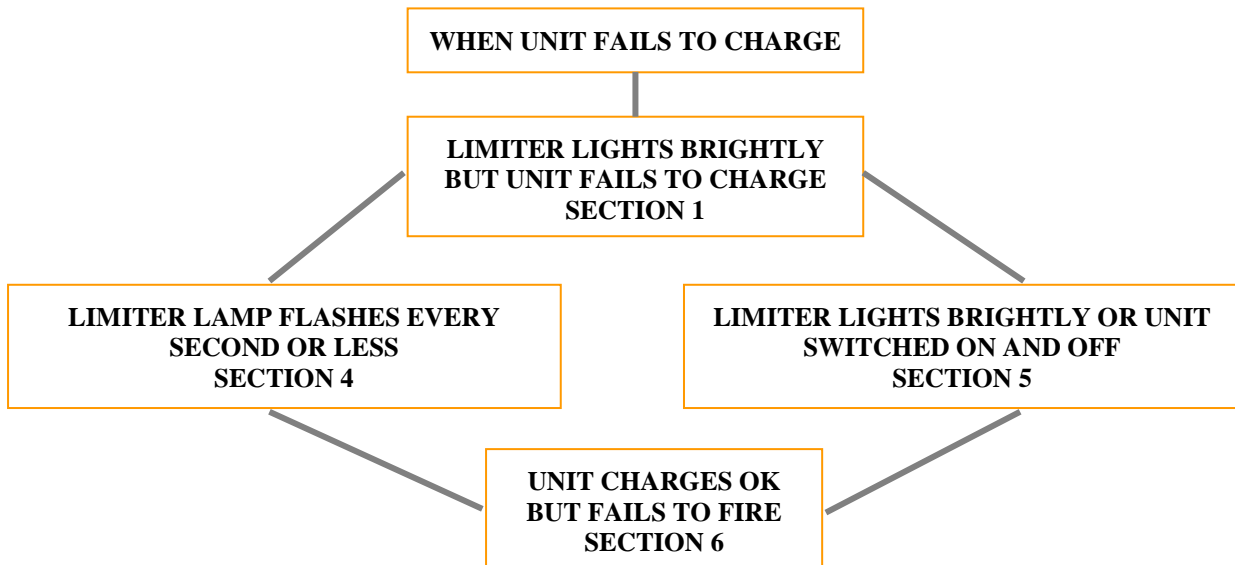 WHEN UNIT FAILS TO CHARGE
LIMITER LIGHTS BRIGHTLY
BUT UNIT FAILS TO CHARGE
SECTION 1
LIMITER LAMP FLASHES EVERY
SECOND OR LESS
SECTION 4
LIMITER LIGHTS BRIGHTLY OR UNIT
SWITCHED ON AND OFF
SECTION 5
UNIT CHARGES OK
BUT FAILS TO FIRE
SECTION 6